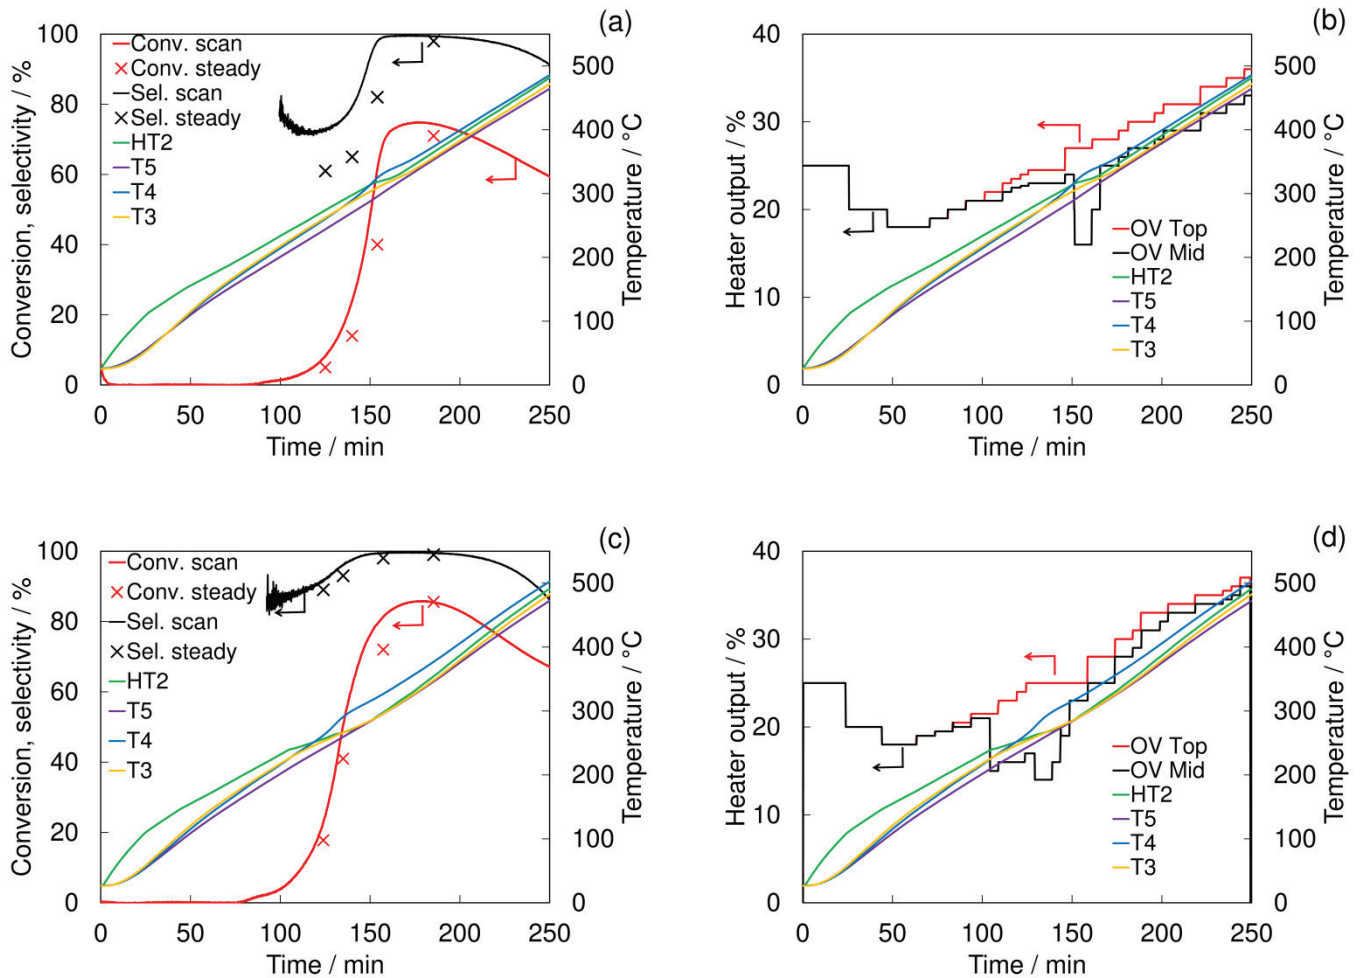 (a)
Conversion, selectivity / %
100
80
60
40
20
0
Conv. scan
Conv. steady
Sel. scan
Sel. steady
HT2
T5
T4
T3
500
400
300
200
100
0
Temperature / °C
0 50 100 150 200 250
Time / min
(b)
Heater output / %
40
30
20
10
0
OV Top
OV Mid
HT2
T5
T4
T3
500
400
300
200
100
0
Temperature / °C
0 50 100 150 200 250
Time / min
(c)
Conversion, selectivity / %
100
80
60
40
20
0
Conv. scan
Conv. steady
Sel. scan
Sel. steady
HT2
T5
T4
T3
500
400
300
200
100
0
Temperature / °C
0 50 100 150 200 250
Time / min
(d)
Heater output / %
40
30
20
10
0
OV Top
OV Mid
HT2
T5
T4
T3
500
400
300
200
100
0
Temperature / °C
0 50 100 150 200 250
Time / min